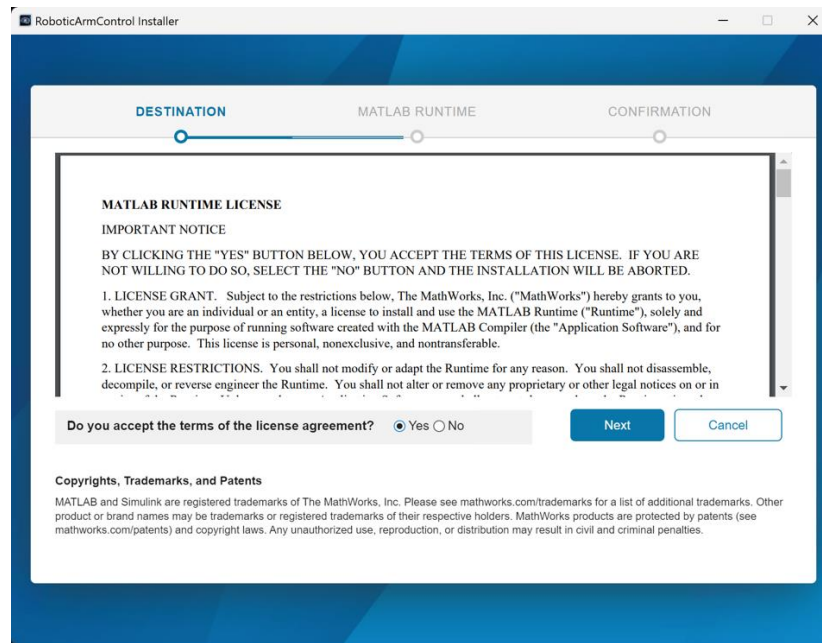 RoboticArmControl Installer
DESTINATION
MATLAB RUNTIME
CONFIRMATION
MATLAB RUNTIME LICENSE
IMPORTANT NOTICE
BY CLICKING THE "YES" BUTTON BELOW, YOU ACCEPT THE TERMS OF THIS LICENSE. IF YOU ARE
NOT WILLING TO DO SO, SELECT THE "NO" BUTTON AND THE INSTALLATION WILL BE ABORTED.
1. LICENSE GRANT. Subject to the restrictions below, The MathWorks, Inc. ("MathWorks") hereby grants to you,
whether you are an individual or an entity, a license to install and use the MATLAB Runtime ("Runtime"), solely and
expressly for the purpose of running software created with the MATLAB Compiler (the "Application Software"), and for
no other purpose. This license is personal, nonexclusive, and nontransferable.
2. LICENSE RESTRICTIONS. You shall not modify or adapt the Runtime for any reason. You shall not disassemble,
decompile, or reverse engineer the Runtime. You shall not alter or remove any proprietary or other legal notices on or in
Do you accept the terms of the license agreement? Yes No
Next
Cancel
Copyrights, Trademarks, and Patents
MATLAB and Simulink are registered trademarks of The MathWorks, Inc. Please see mathworks.com/trademarks for a list of additional trademarks. Other
product or brand names may be trademarks or registered trademarks of their respective holders. MathWorks products are protected by patents (see
mathworks.com/patents) and copyright laws. Any unauthorized use, reproduction, or distribution may result in civil and criminal penalties.